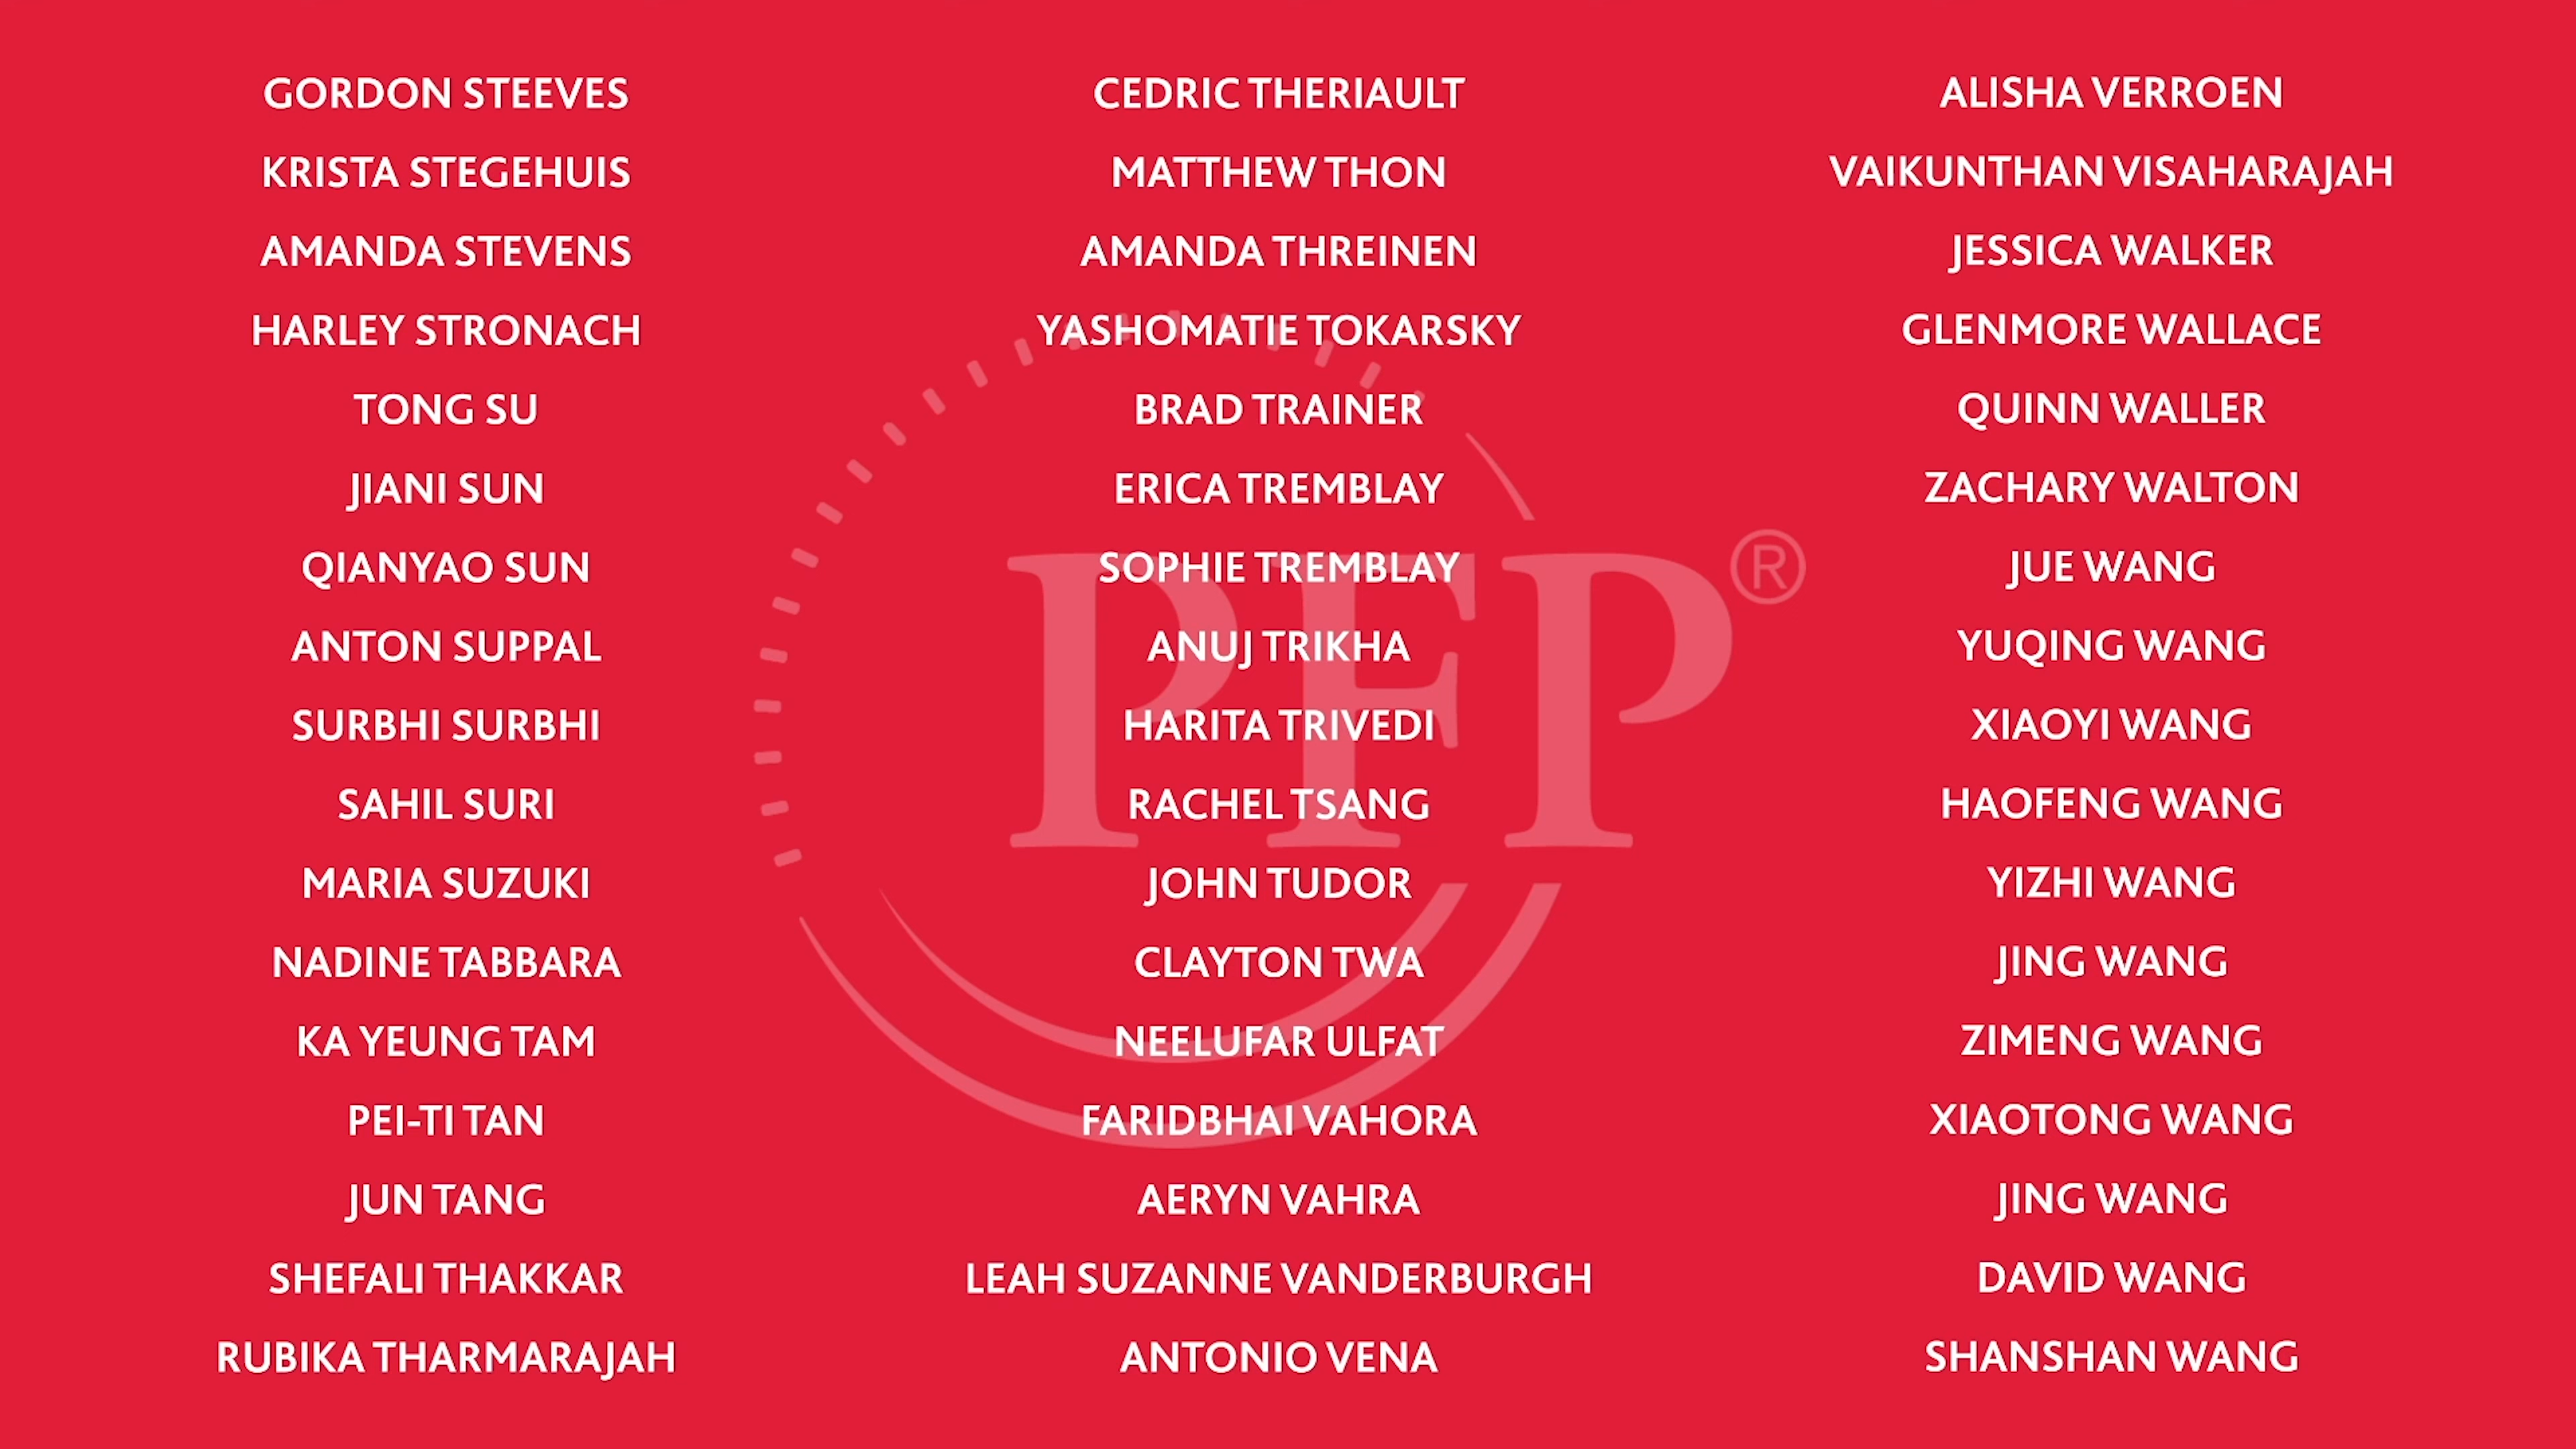 GORDON STEEVES
KRISTA STEGEHUIS
AMANDA STEVENS
HARLEY STRONACH
TONG SU
JIANI SUN
QIANYAO SUN
ANTON SUPPAL
SURBHI SURBHI
SAHIL SURI
MARIA SUZUKI
NADINE TABBARA
KA YEUNG TAM
PEI-TI TAN
JUN TANG
SHEFALI THAKKAR
RUBIKA THARMARAJAH
CEDRIC THERIAULT
MATTHEW THON
AMANDA THREINEN
YASHOMATIE TOKARSKY
BRAD TRAINER
ERICA TREMBLAY
SOPHIE TREMBLAY
ANUJ TRIKHA
HARITA TRIVEDI
RACHEL TSANG
JOHN TUDOR
CLAYTON TWA
NEELUFAR ULFAT
FARIDBHAI VAHORA
AERYN VAHRA
LEAH SUZANNE VANDERBURGH
ANTONIO VENA
ALISHA VERROEN
VAIKUNTHAN VISAHARAJAH
JESSICA WALKER
GLENMORE WALLACE
QUINN WALLER
ZACHARY WALTON
JUE WANG
YUQING WANG
XIAOYI WANG
HAOFENG WANG
YIZHI WANG
JING WANG
ZIMENG WANG
XIAOTONG WANG
JING WANG
DAVID WANG
SHANSHAN WANG
PFP®